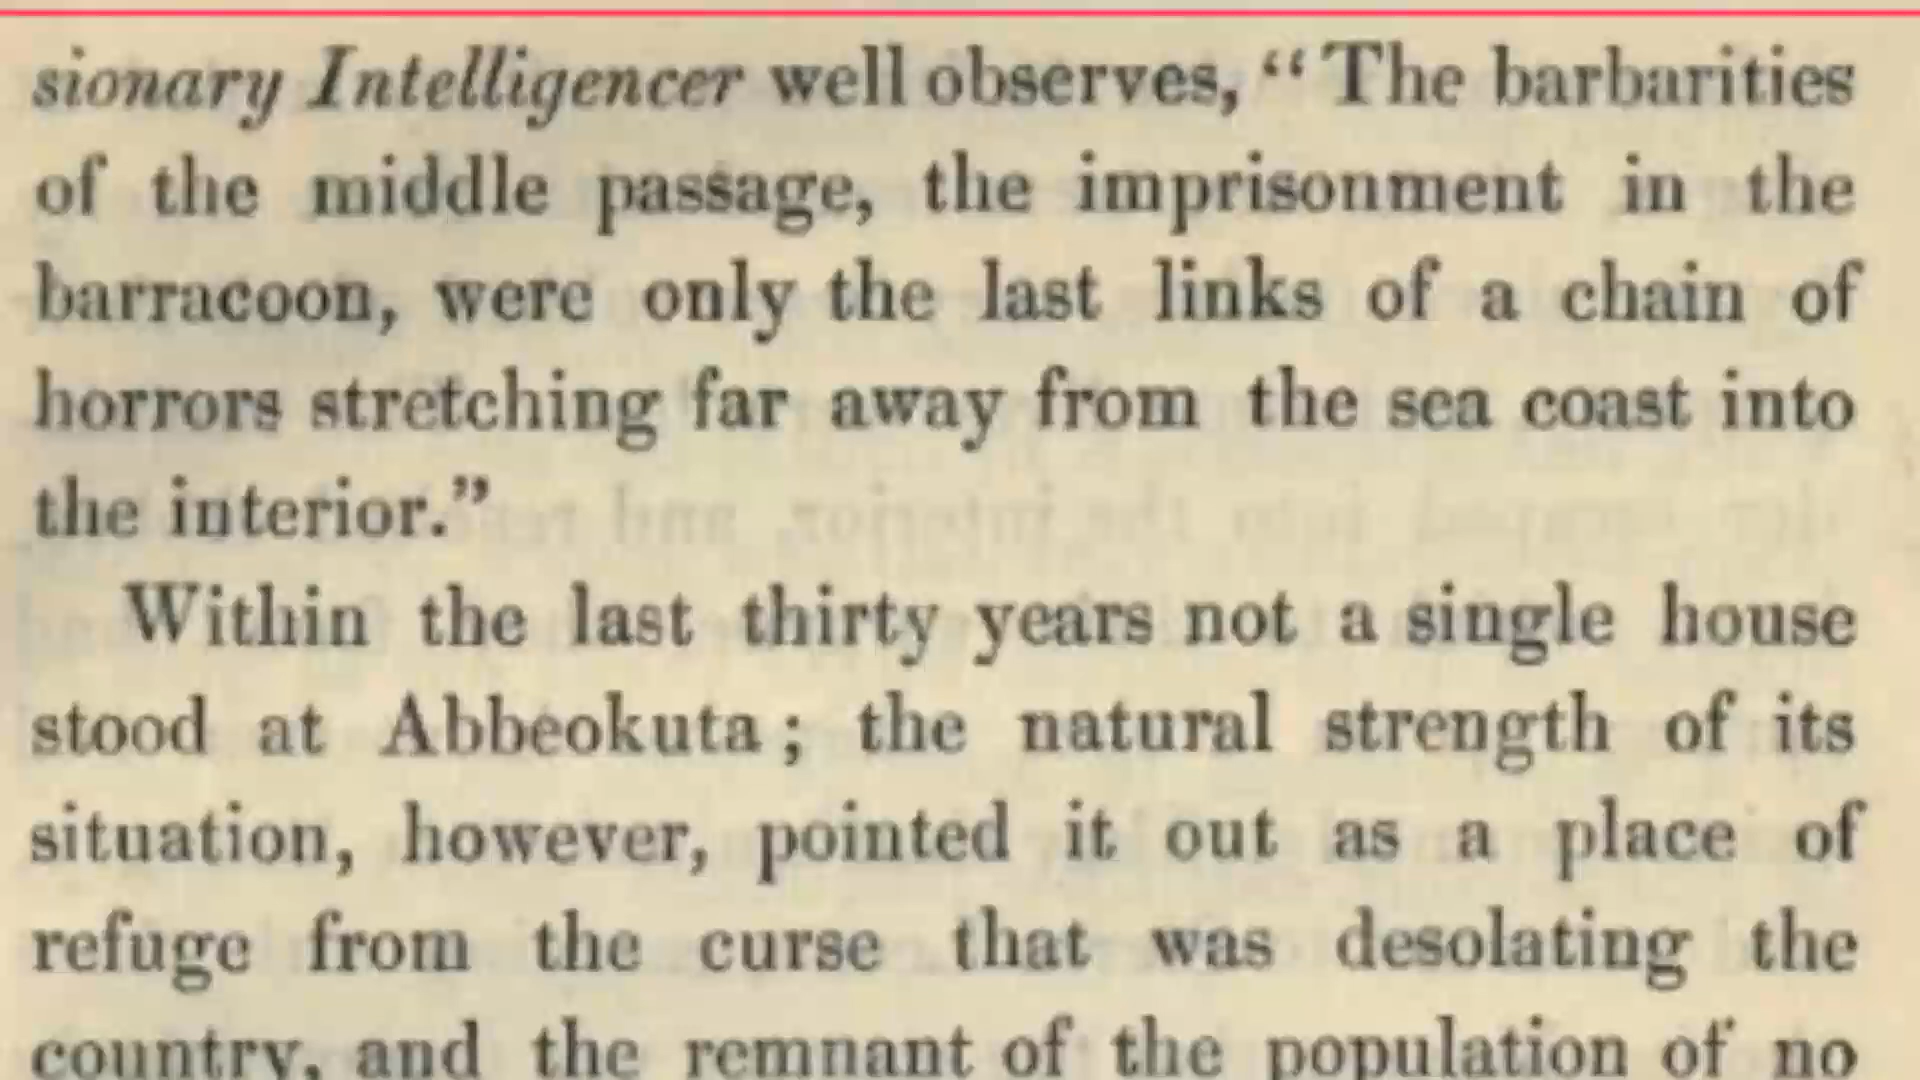 sionary Intelligencer well observes, “The barbarities
of the middle passage, the imprisonment in the
barracoon, were only the last links of a chain of
horrors stretching far away from the sea coast into
the interior.”
Within the last thirty years not a single house
stood at Abbeokuta; the natural strength of its
situation, however, pointed it out as a place of
refuge from the curse that was desolating the
country, and the remnant of the population of no